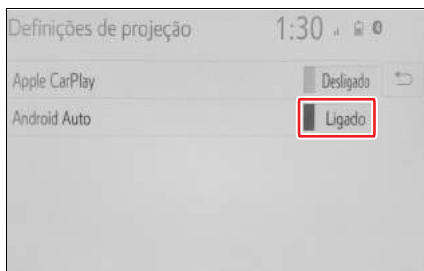 Definições de projeção 1:30
Apple CarPlay Desligado
Android Auto Ligado